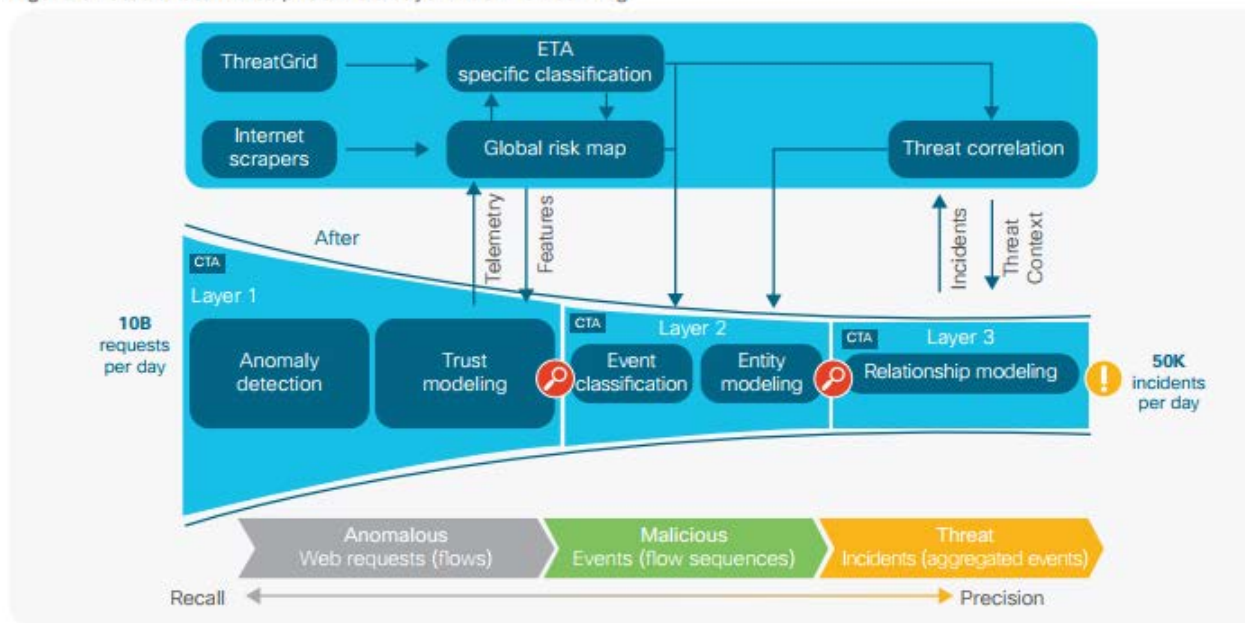 ThreatGrid
ETA
specific classification
Internet
scrapers
Global risk map
Threat correlation
After
Telemetry
Features
Incidents
Threat
Context
CTA
Layer 1
10B
requests
per day
Anomaly
detection
Trust
modeling
CTA
Layer 2
Event
classification
Entity
modeling
CTA
Layer 3
Relationship modeling
50K
incidents
per day
Anomalous
Web requests (flows)
Malicious
Events (flow sequences)
Threat
Incidents (aggregated events)
Recall
Precision